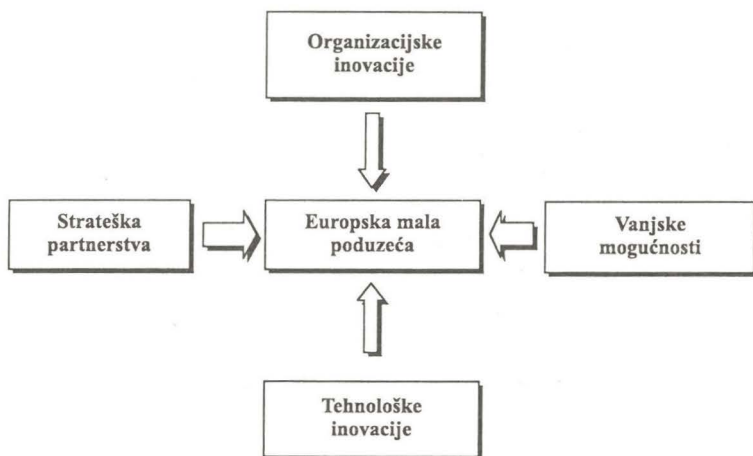 Organizacijske
inovacije
Strateška
partnerstva
Europska mala
poduzeća
Vanjske
mogućnosti
Tehnološke
inovacije